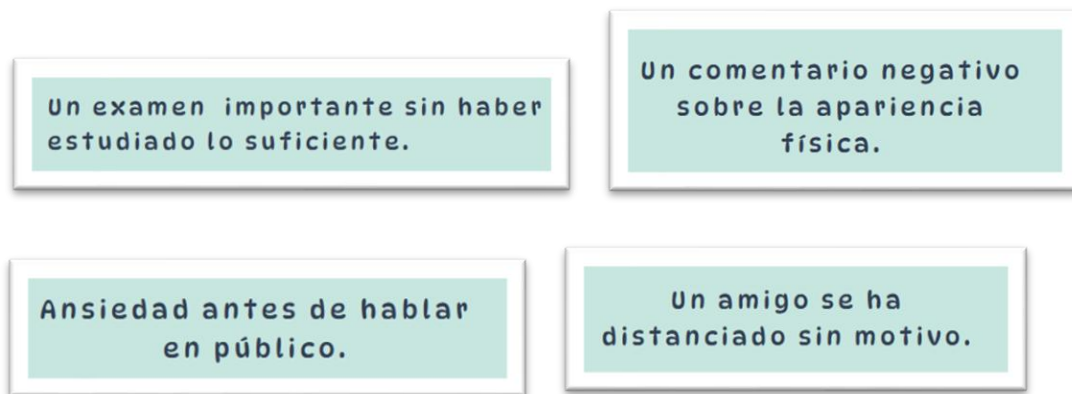 Un examen importante sin haber
estudiado lo suficiente.
Un comentario negativo
sobre la apariencia
física.
Ansiedad antes de hablar
en público.
Un amigo se ha
distanciado sin motivo.